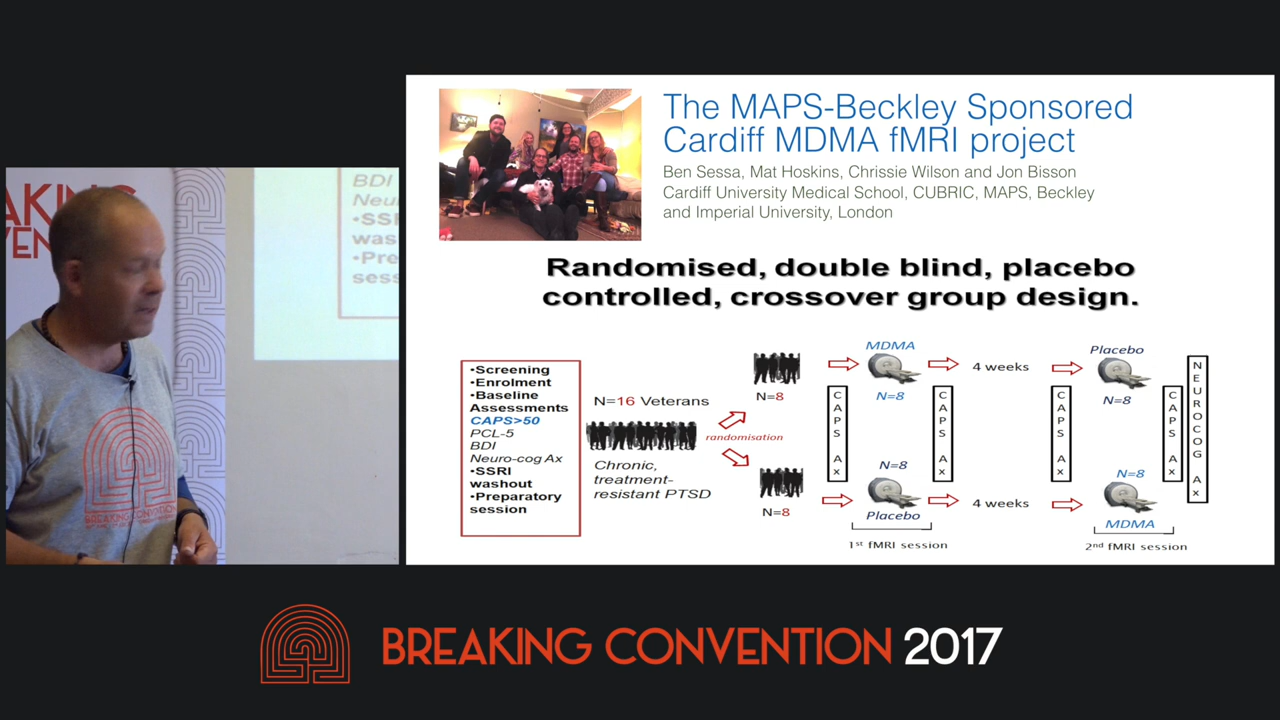 AKING
VEN
BDI
Neur
•SSRI
was
•Pre
sess
BREAKING CONVENTION
The MAPS-Beckley Sponsored
Cardiff MDMA fMRI project
Ben Sessa, Mat Hoskins, Chrissie Wilson and Jon Bisson
Cardiff University Medical School, CUBRIC, MAPS, Beckley
and Imperial University, London
Randomised, double blind, placebo
controlled, crossover group design.
•Screening
•Enrolment
•Baseline
Assessments
CAPS>50
PCL-5
BDI
Neuro-cog Ax
•SSRI
washout
•Preparatory
session
N=16 Veterans
Chronic,
treatment-
resistant PTSD
randomisation
N=8
N=8
CAPS Ax
MDMA
N=8
N=8
Placebo
1st fMRI session
CAPS Ax
4 weeks
4 weeks
CAPS Ax
Placebo
N=8
N=8
MDMA
2nd fMRI session
CAPS Ax
NEUROCOG Ax
BREAKING CONVENTION 2017